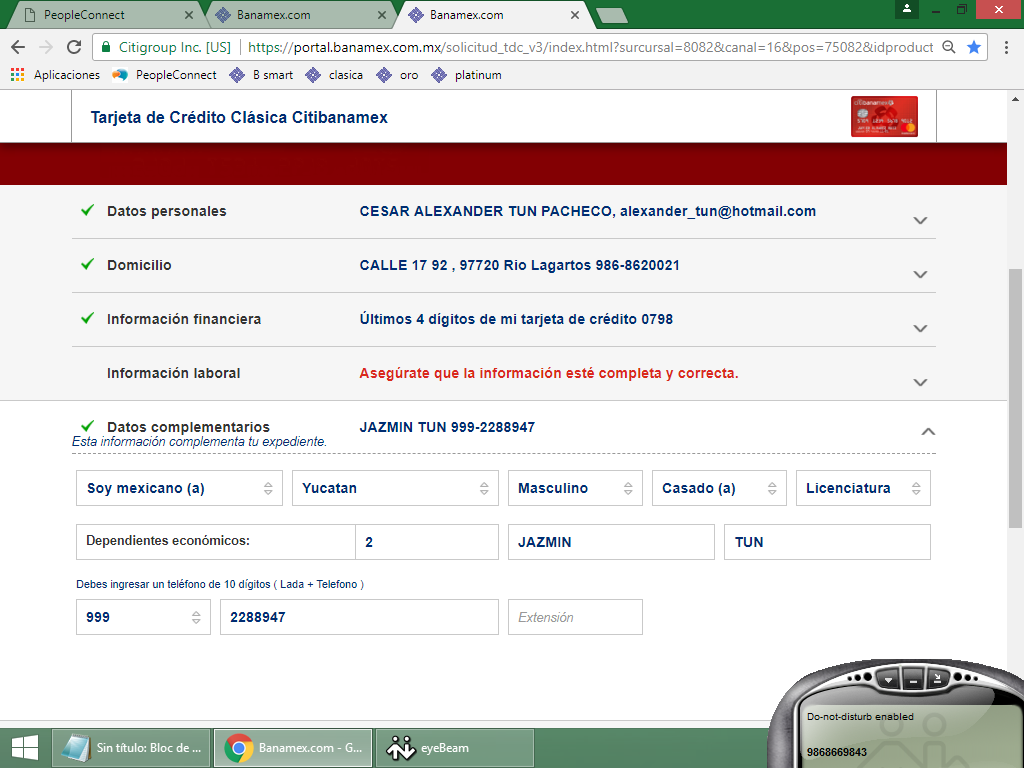 PeopleConnect
Banamex.com
Banamex.com
Citigroup Inc. [US]
https://portal.banamex.com.mx/solicitud_tdc_v3/index.html?surcursal=8082&canal=16&pos=75082&idproduct
Aplicaciones
PeopleConnect
B smart
clasica
oro
platinum
Tarjeta de Crédito Clásica Citibanamex
Datos personales
CESAR ALEXANDER TUN PACHECO, alexander_tun@hotmail.com
Domicilio
CALLE 17 92 , 97720 Rio Lagartos 986-8620021
Información financiera
Últimos 4 dígitos de mi tarjeta de crédito 0798
Información laboral
Asegúrate que la información esté completa y correcta.
Datos complementarios
JAZMIN TUN 999-2288947
Esta información complementa tu expediente.
Soy mexicano (a)
Yucatan
Masculino
Casado (a)
Licenciatura
Dependientes económicos:
2
JAZMIN
TUN
Debes ingresar un teléfono de 10 dígitos ( Lada + Telefono )
999
2288947
Extensión
Do-not-disturb enabled
9868669843
Sin título: Bloc de ...
Banamex.com - G...
eyeBeam